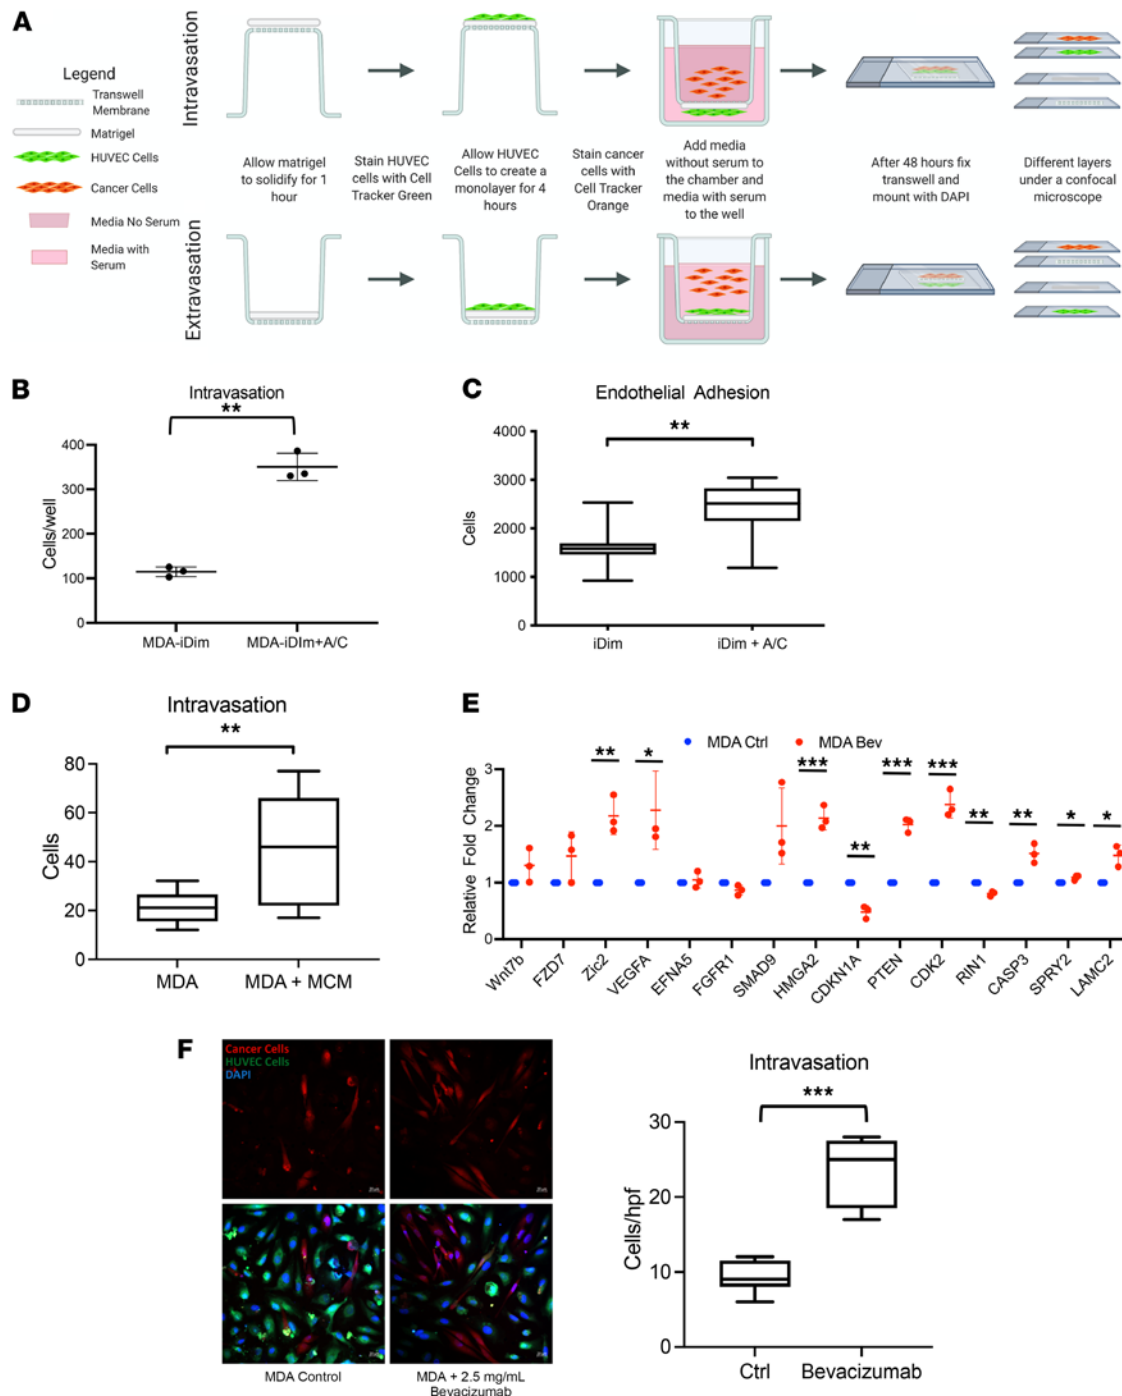 A
Intravasation
Legend
Transwell
Membrane
Matrigel
HUVEC Cells
Cancer Cells
Media No Serum
Media with
Serum
Allow matrigel
to solidify for 1
hour
Stain HUVEC
cells with Cell
Tracker Green
Allow HUVEC
Cells to create a
monolayer for 4
hours
Stain cancer
cells with
Cell Tracker
Orange
Add media
without serum to
the chamber and
media with serum
to the well
After 48 hours fix
transwell and
mount with DAPI
Different layers
under a confocal
microscope
Extravasation
B
Intravasation
**
Cells/well
400
300
200
100
0
MDA-iDim
MDA-iDIm+A/C
C
Endothelial Adhesion
**
Cells
4000
3000
2000
1000
0
iDim
iDim + A/C
D
Intravasation
**
Cells
80
60
40
20
0
MDA
MDA + MCM
E
MDA Ctrl
MDA Bev
Relative Fold Change
3
2
1
0
** * *** ** *** *** ** ** * *
Wnt7b
FZD7
Zic2
VEGFA
EFNA5
FGFR1
SMAD9
HMGA2
CDKN1A
PTEN
CDK2
RIN1
CASP3
SPRY2
LAMC2
F
Cancer Cells
HUVEC Cells
DAPI
MDA Control
MDA + 2.5 mg/mL
Bevacizumab
Intravasation
***
Cells/hpf
30
20
10
0
Ctrl
Bevacizumab